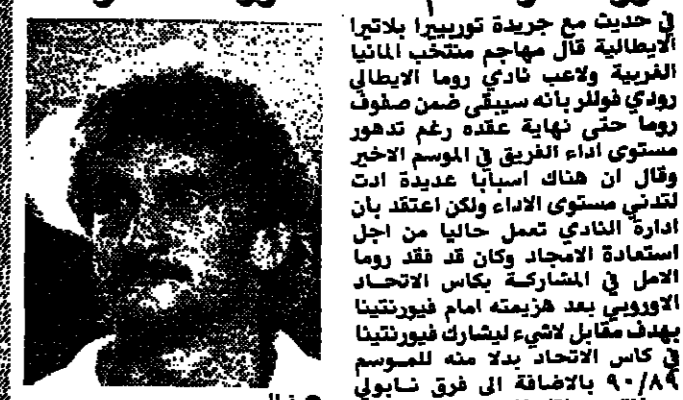 في حديث مع جريدة توربييرا بلاتيرا
الايطالية قال مهاجم منتخب المانيا
الغربية ولاعب نادي روما الايطالي
رودي فوللر بأنه سيبقى ضمن صفوف
روما حتى نهاية عقده رغم تدهور
مستوى اداء الفريق في الموسم الاخير
وقال ان هناك اسبابا عديدة ادت
لتدني مستوى الاداء ولكن اعتقد بأن
ادارة النادي تعمل حاليا من اجل
استعادة الامجاد وكان قد فقد روما
الامل في المشاركة بكاس الاتحاد
الاوروبي بعد هزيمته امام فيورنتينا
بهدف مقابل لاشيء ليشارك فيورنتينا
في كاس الاتحاد بدلا منه للموسم
٩٠/٨٩ بالاضافة الى فرق نابولي